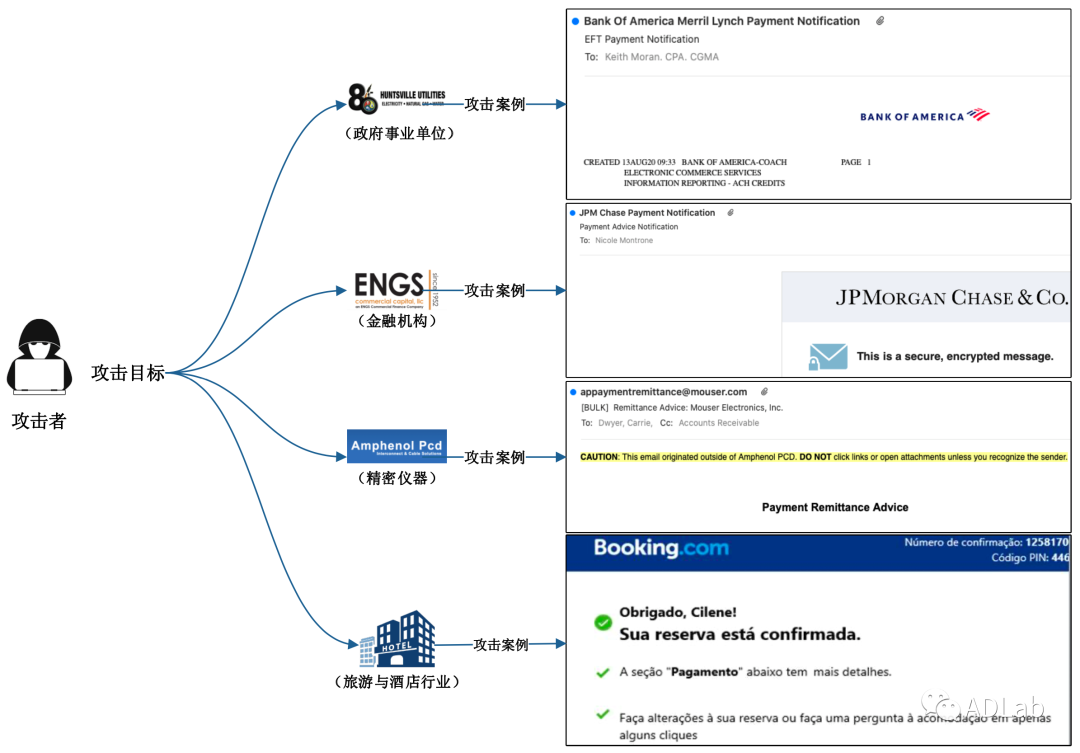 攻击者
攻击目标
80 HUNTSVILLE UTILITIES
ELECTRICITY • NATURAL GAS • WATER
(政府事业单位)
攻击案例
Bank Of America Merril Lynch Payment Notification
EFT Payment Notification
To: Keith Moran. CPA. CGMA
BANK OF AMERICA
CREATED 13AUG20 09:33 BANK OF AMERICA-COACH PAGE 1
ELECTRONIC COMMERCE SERVICES
INFORMATION REPORTING - ACH CREDITS
ENGS
since 1952
commercial capital, llc
an ENGS Commercial Finance Company
(金融机构)
攻击案例
JPM Chase Payment Notification
Payment Advice Notification
To: Nicole Montrone
JPMORGAN CHASE & CO.
This is a secure, encrypted message.
Amphenol Pcd
Interconnect & Cable Solutions
(精密仪器)
攻击案例
appaymentremittance@mouser.com
[BULK] Remittance Advice: Mouser Electronics, Inc.
To: Dwyer, Carrie, Cc: Accounts Receivable
CAUTION: This email originated outside of Amphenol PCD. DO NOT click links or open attachments unless you recognize the sender.
Payment Remittance Advice
HOTEL
(旅游与酒店行业)
攻击案例
Booking.com
Número de confirmação: 1258170
Código PIN: 446
Obrigado, Cilene!
Sua reserva está confirmada.
A seção "Pagamento" abaixo tem mais detalhes.
Faça alterações à sua reserva ou faça uma pergunta à acomodação em apenas
alguns cliques
ADLab